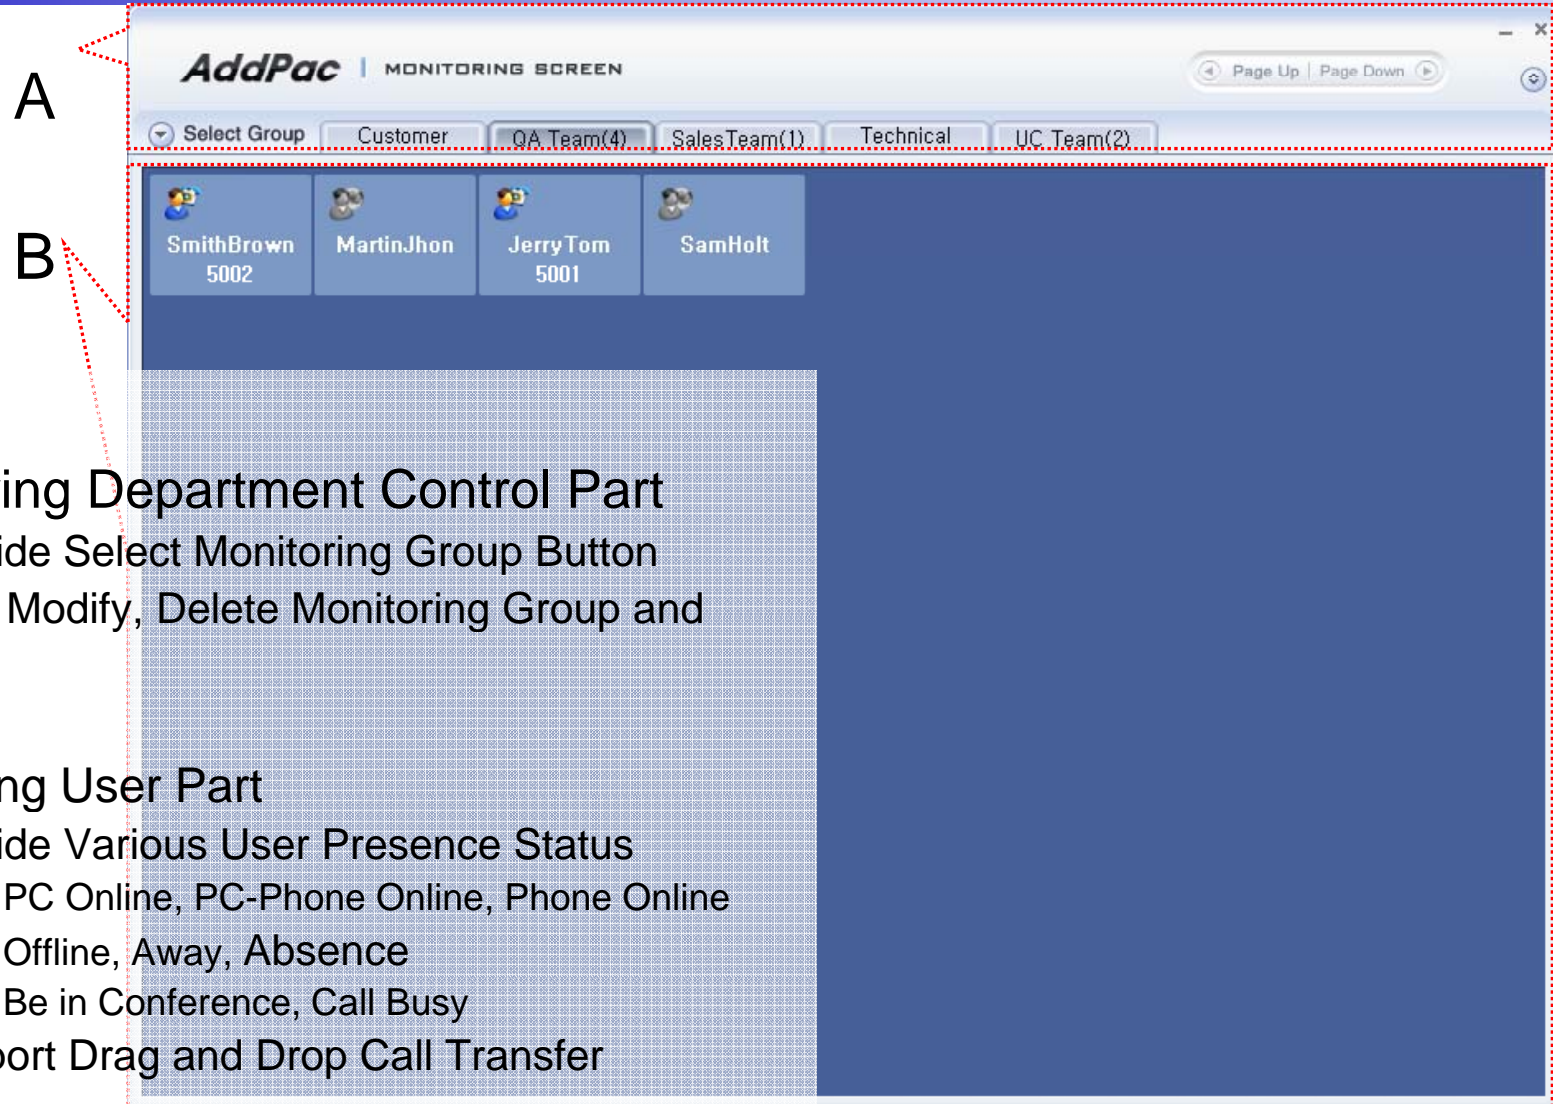 A
AddPac | MONITORING SCREEN
Page Up | Page Down
Select Group Customer QA Team(4) SalesTeam(1) Technical UC Team(2)
B
SmithBrown MartinJhon JerryTom SamHolt
5002 5001
ing Department Control Part
ide Select Monitoring Group Button
Modify, Delete Monitoring Group and
ng User Part
ide Various User Presence Status
PC Online, PC-Phone Online, Phone Online
Offline, Away, Absence
Be in Conference, Call Busy
port Drag and Drop Call Transfer